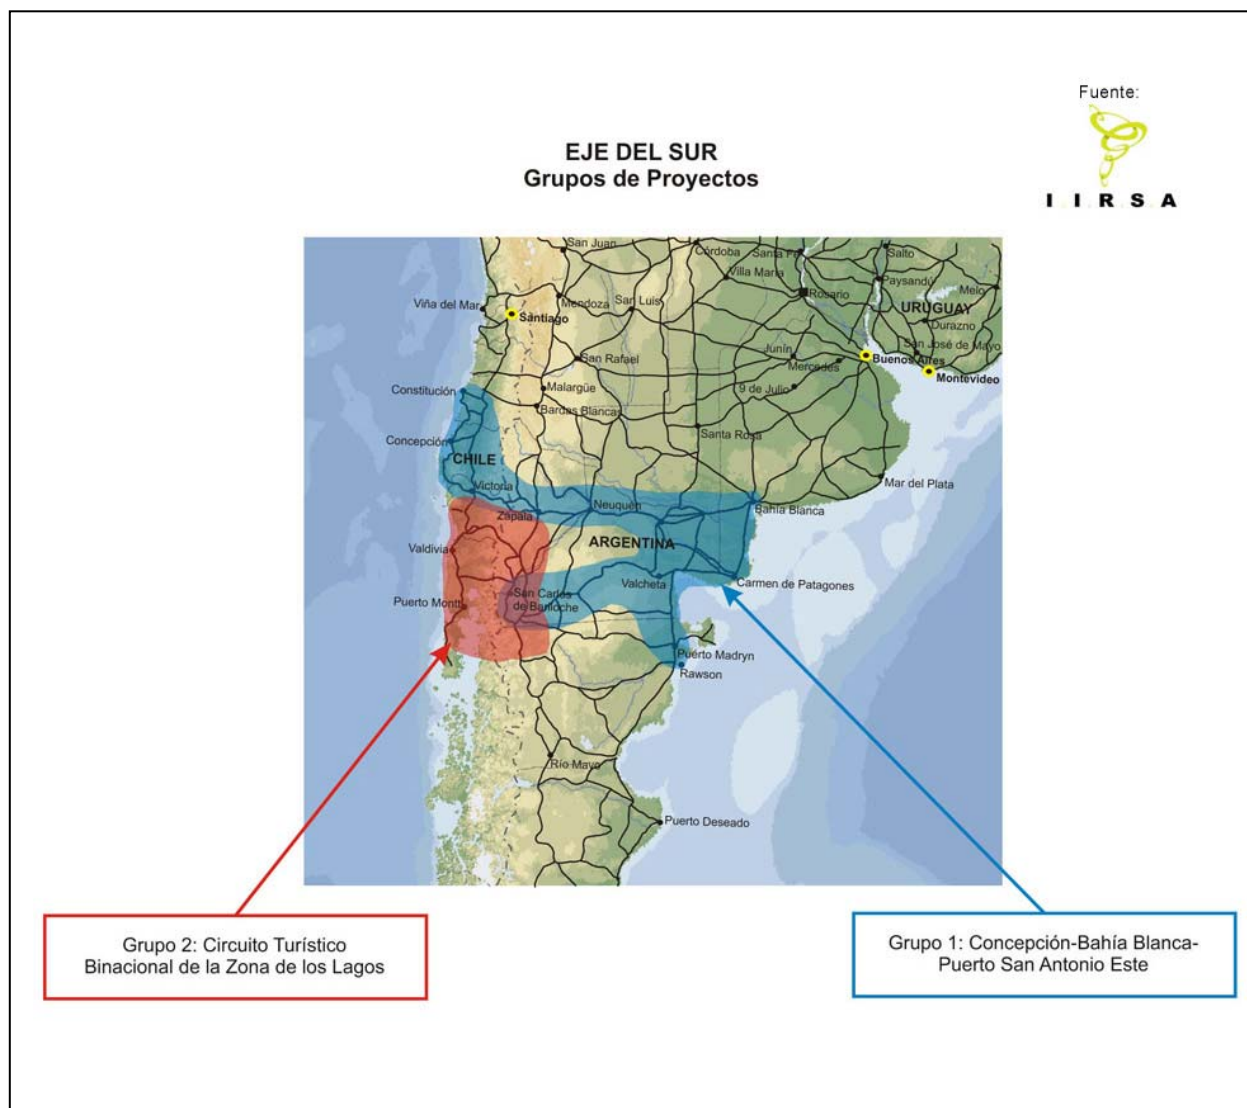 Fuente:
I.I.R.S.A
EJE DEL SUR
Grupos de Proyectos
San Juan
Córdoba
Santa Fe
Salto
Villa María
Paysandú
Melo
Viña del Mar
Mendoza
San Luis
Rosario
URUGUAY
Santiago
Durazno
San José de Mayo
Junín
San Rafael
Mercedes
Buenos Aires
Montevideo
Constitución
Malargüe
9 de Julio
Bardas Blancas
Santa Rosa
Concepción
CHILE
Mar del Plata
Victoria
Zapala
Neuquén
Bahía Blanca
Valdivia
ARGENTINA
Valcheta
Carmen de Patagones
Puerto Montt
San Carlos
de Bariloche
Puerto Madryn
Rawson
Río Mayo
Puerto Deseado
Grupo 2: Circuito Turístico
Binacional de la Zona de los Lagos
Grupo 1: Concepción-Bahía Blanca-
Puerto San Antonio Este